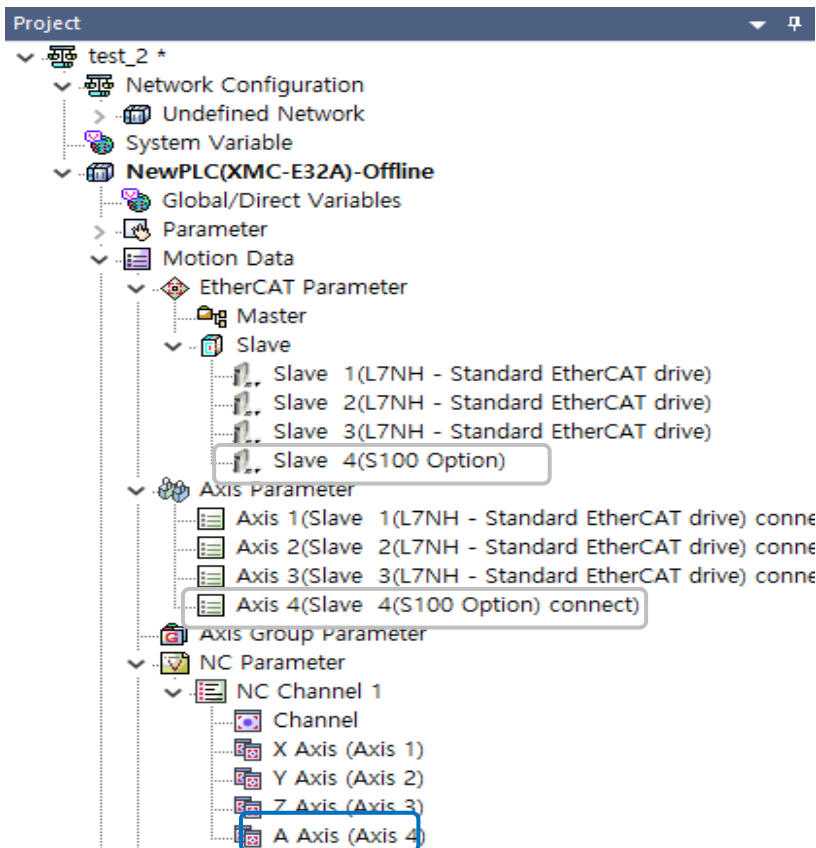 Project
test_2 *
Network Configuration
Undefined Network
System Variable
NewPLC(XMC-E32A)-Offline
Global/Direct Variables
Parameter
Motion Data
EtherCAT Parameter
Master
Slave
Slave 1(L7NH - Standard EtherCAT drive)
Slave 2(L7NH - Standard EtherCAT drive)
Slave 3(L7NH - Standard EtherCAT drive)
Slave 4(S100 Option)
Axis Parameter
Axis 1(Slave 1(L7NH - Standard EtherCAT drive) conne
Axis 2(Slave 2(L7NH - Standard EtherCAT drive) conne
Axis 3(Slave 3(L7NH - Standard EtherCAT drive) conne
Axis 4(Slave 4(S100 Option) connect)
Axis Group Parameter
NC Parameter
NC Channel 1
Channel
X Axis (Axis 1)
Y Axis (Axis 2)
Z Axis (Axis 3)
A Axis (Axis 4)